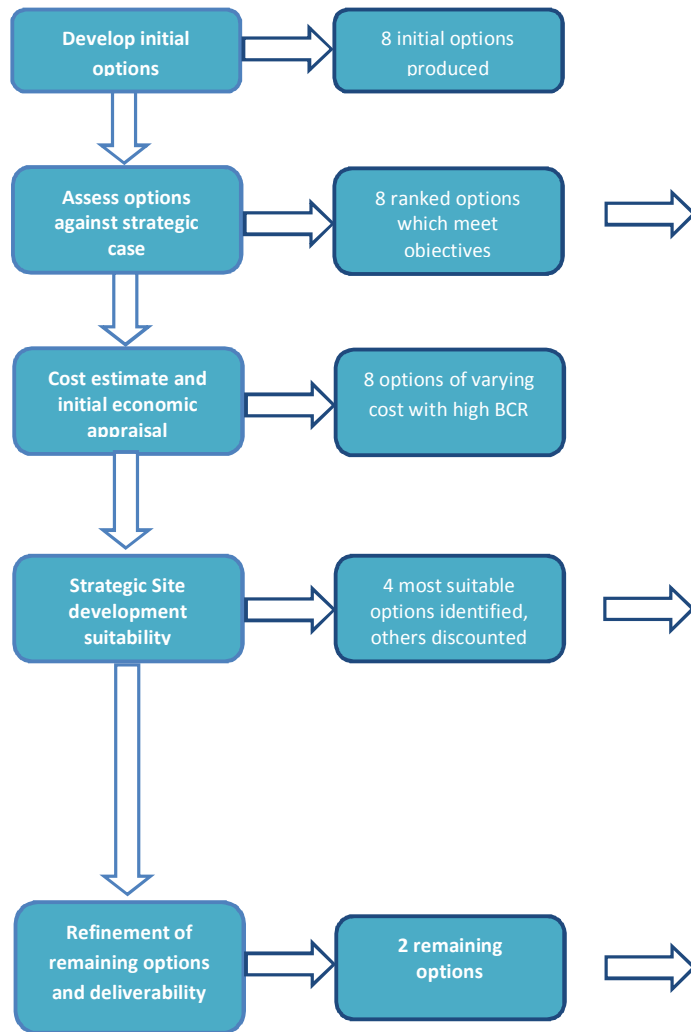 Develop initial
options
8 initial options
produced
Assess options
against strategic
case
8 ranked options
which meet
objectives
Cost estimate and
initial economic
appraisal
8 options of varying
cost with high BCR
Strategic Site
development
suitability
4 most suitable
options identified,
others discounted
Refinement of
remaining options
and deliverability
2 remaining
options